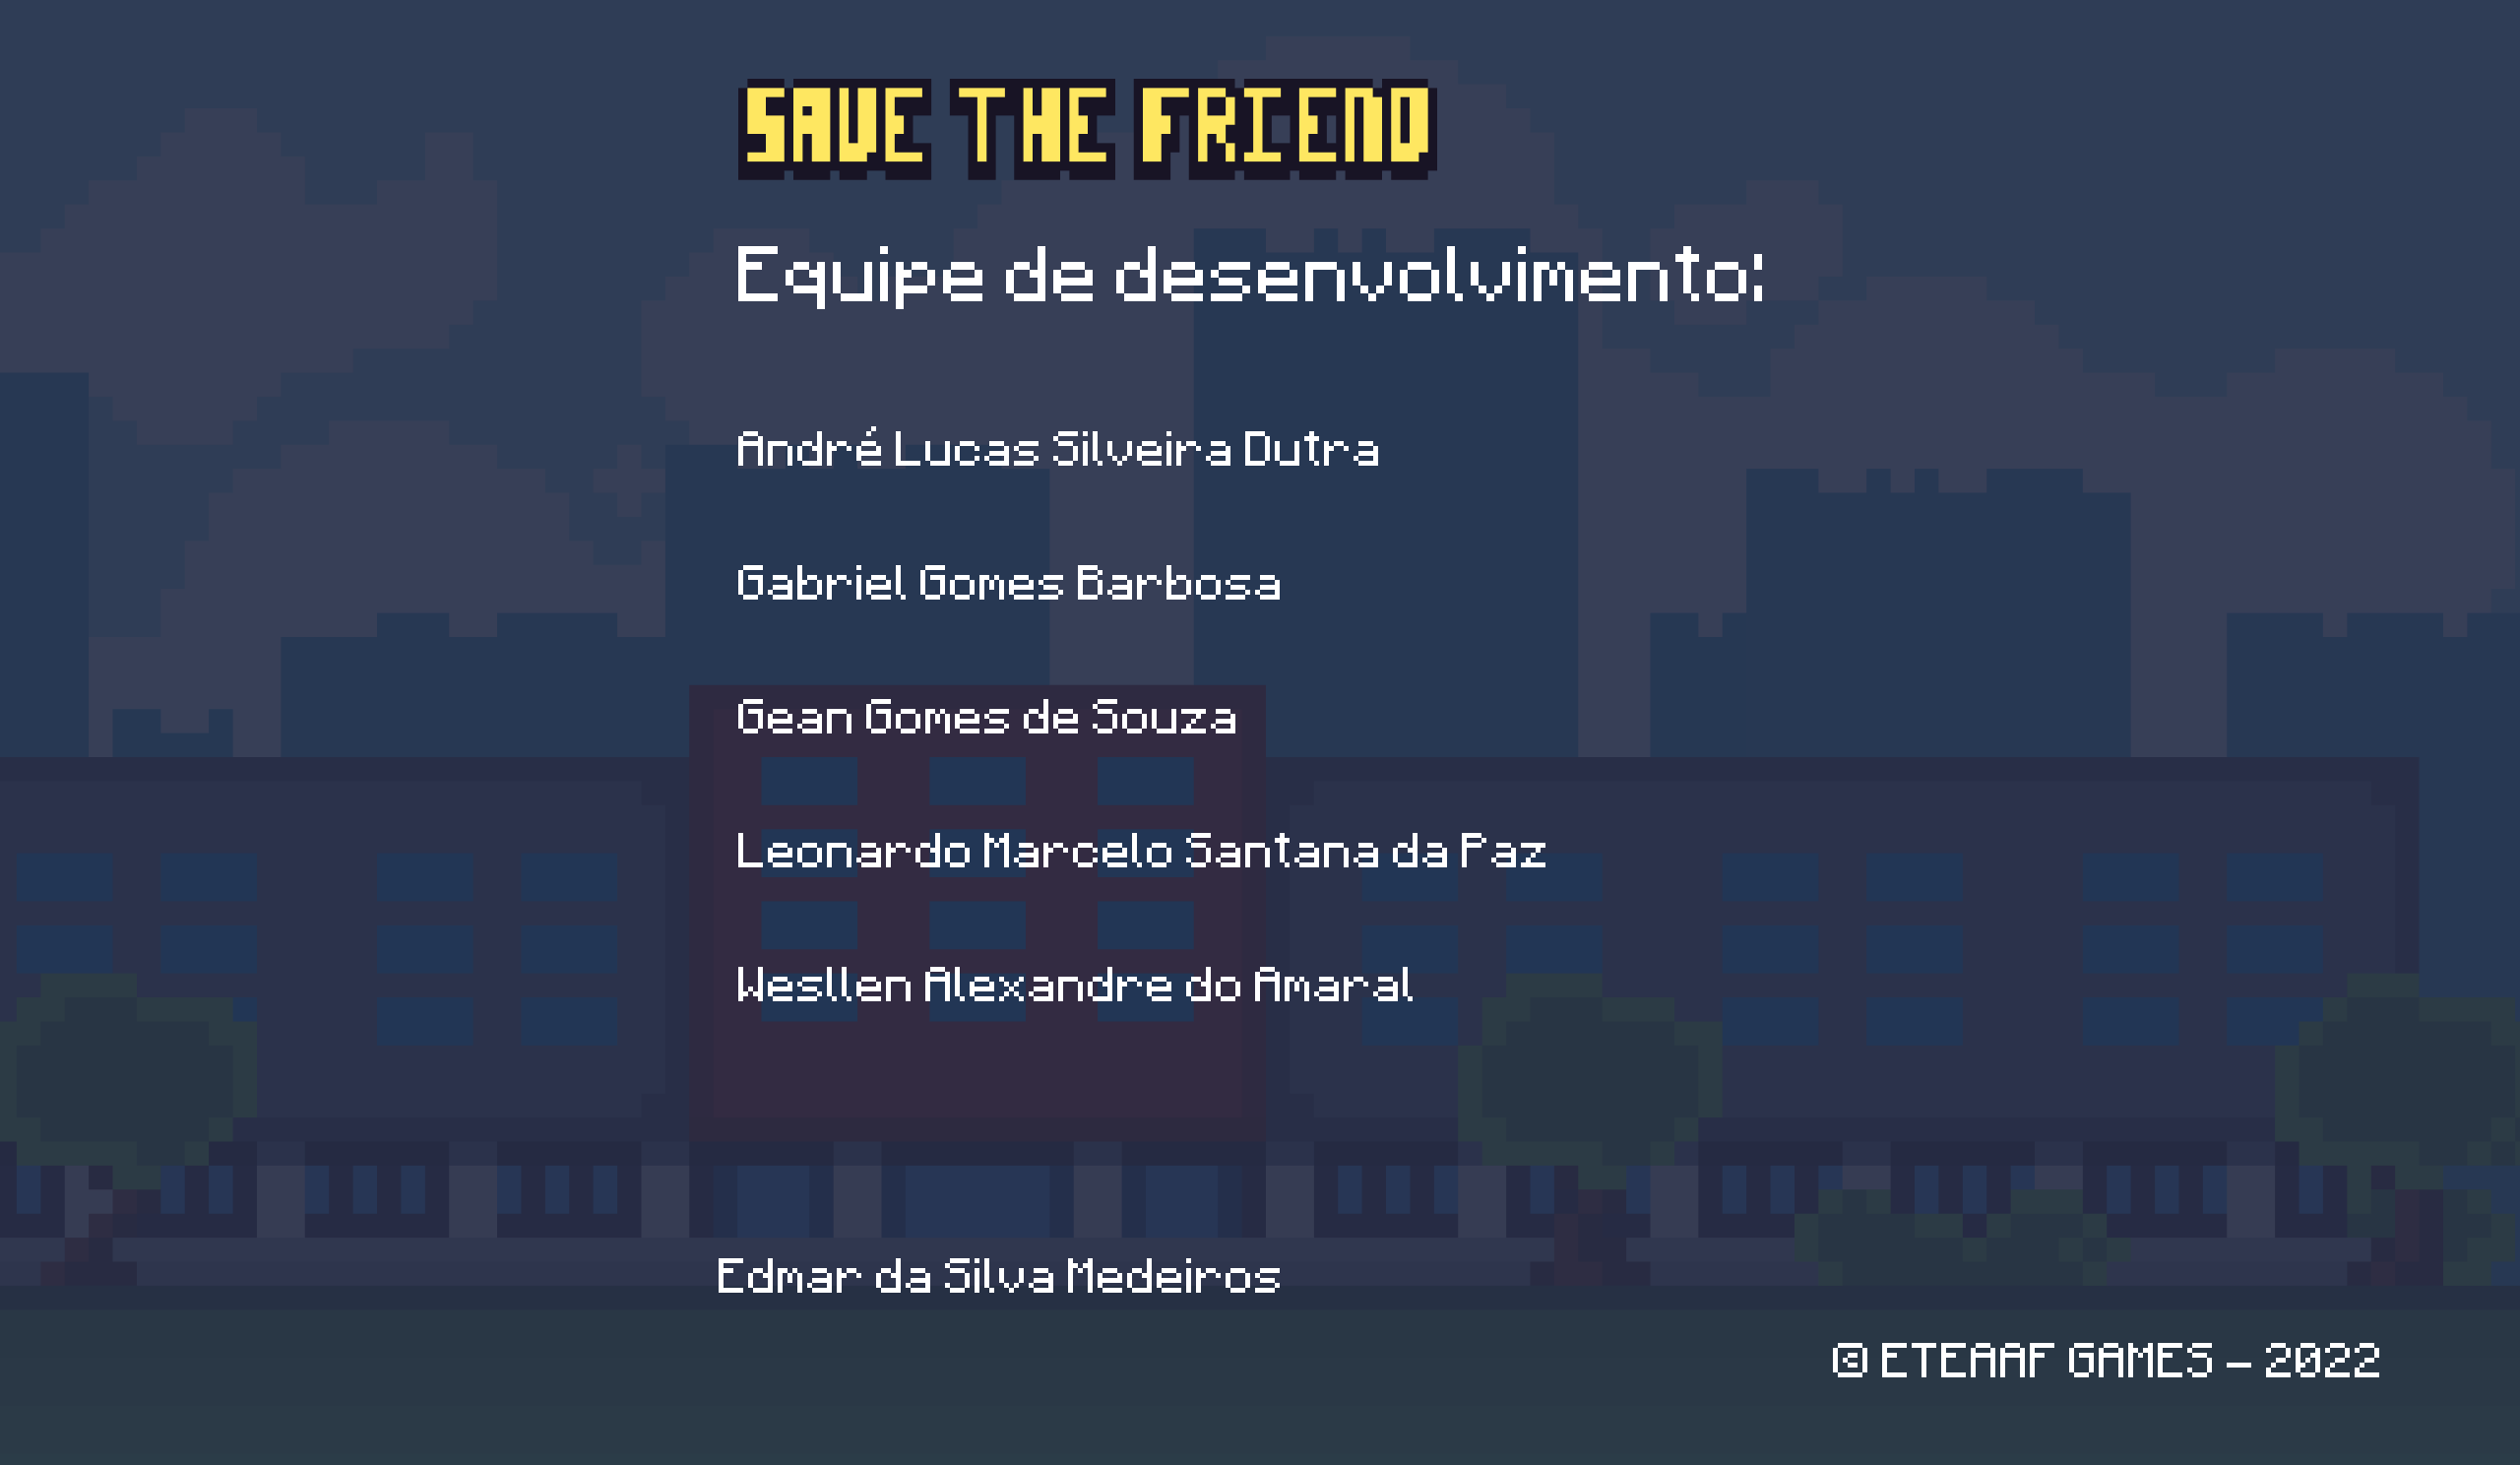 SAVE THE FRIEND
Equipe de desenvolvimento:
André Lucas Silveira Dutra
Gabriel Gomes Barbosa
Gean Gomes de Souza
Leonardo Marcelo Santana da Paz
Wesllen Alexandre do Amaral
Edmar da Silva Medeiros
© ETEAAF GAMES - 2022